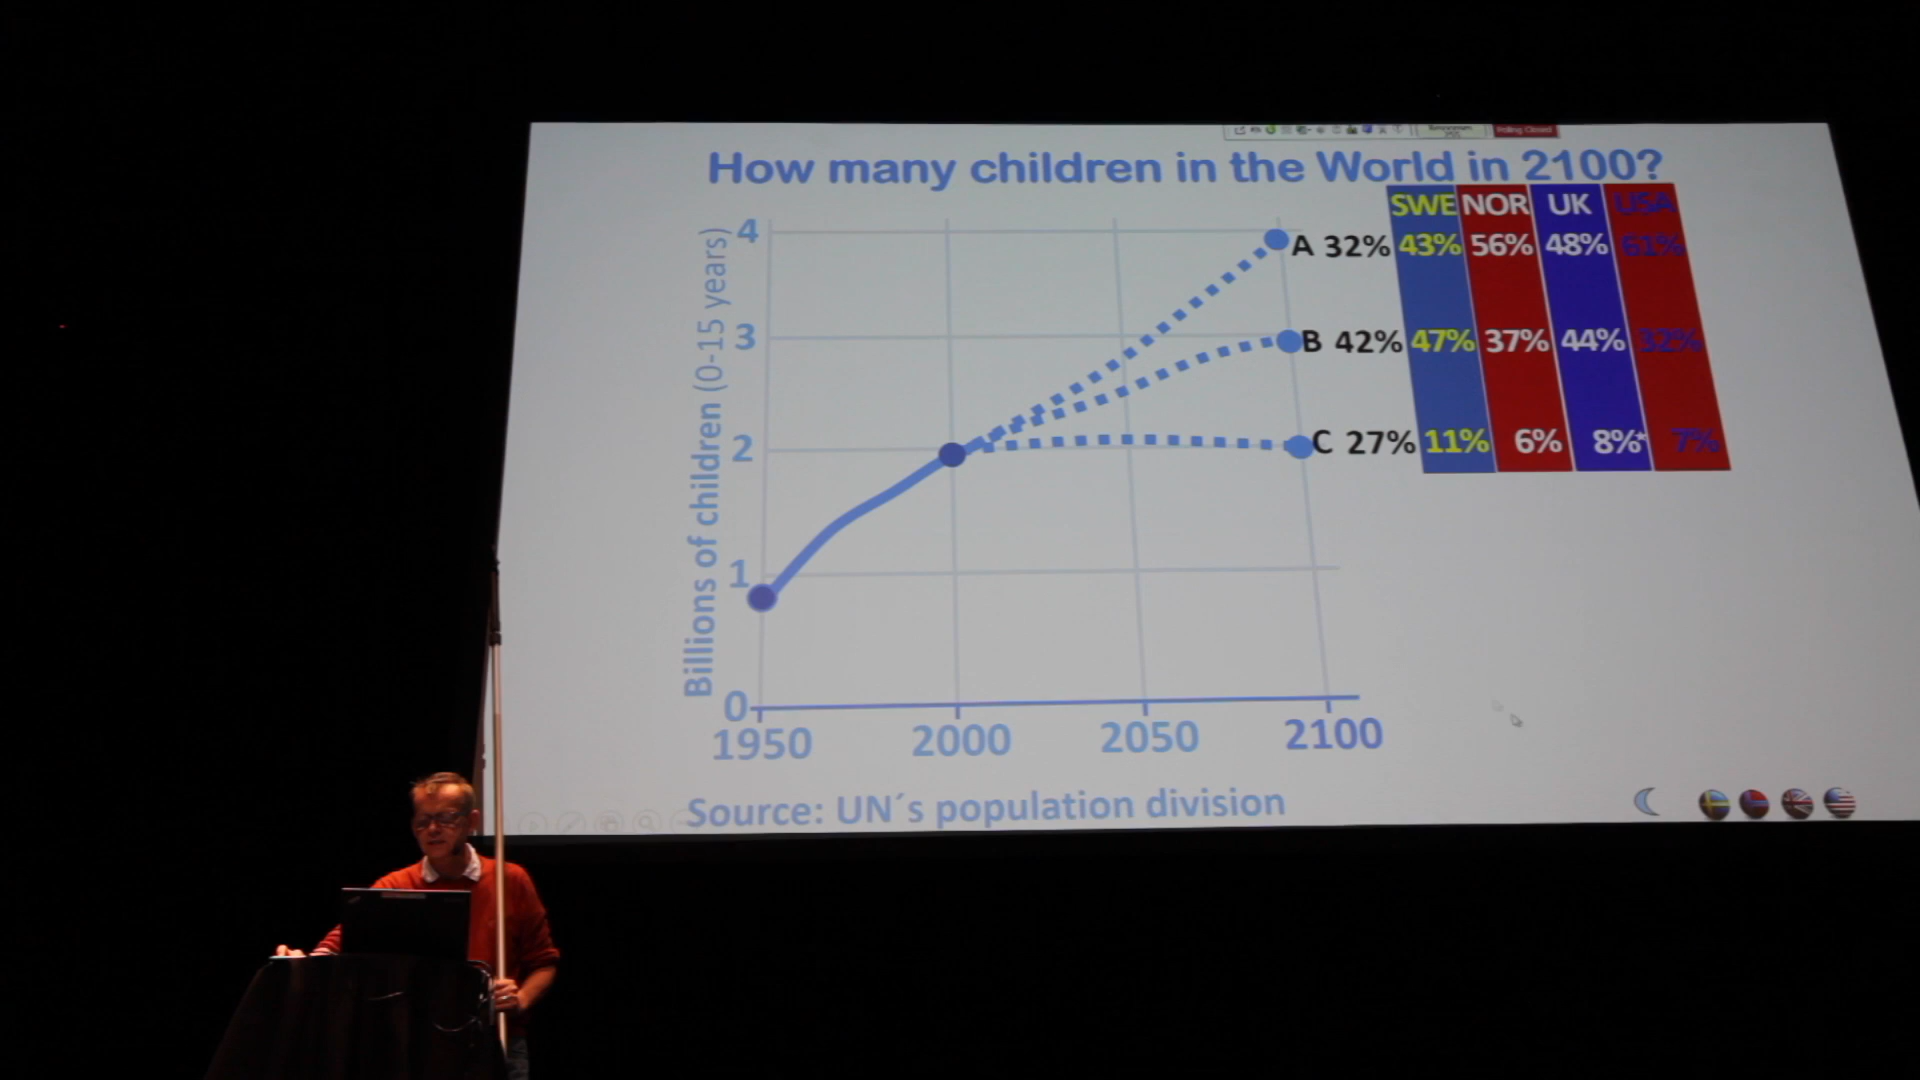 Polling Closed
How many children in the World in 2100?
SWE NOR UK USA
4
A 32% 43% 56% 48% 61%
3
B 42% 47% 37% 44% 32%
2
C 27% 11% 6% 8%* 7%
1
0
Billions of children (0-15 years)
1950 2000 2050 2100
Source: UN´s population division